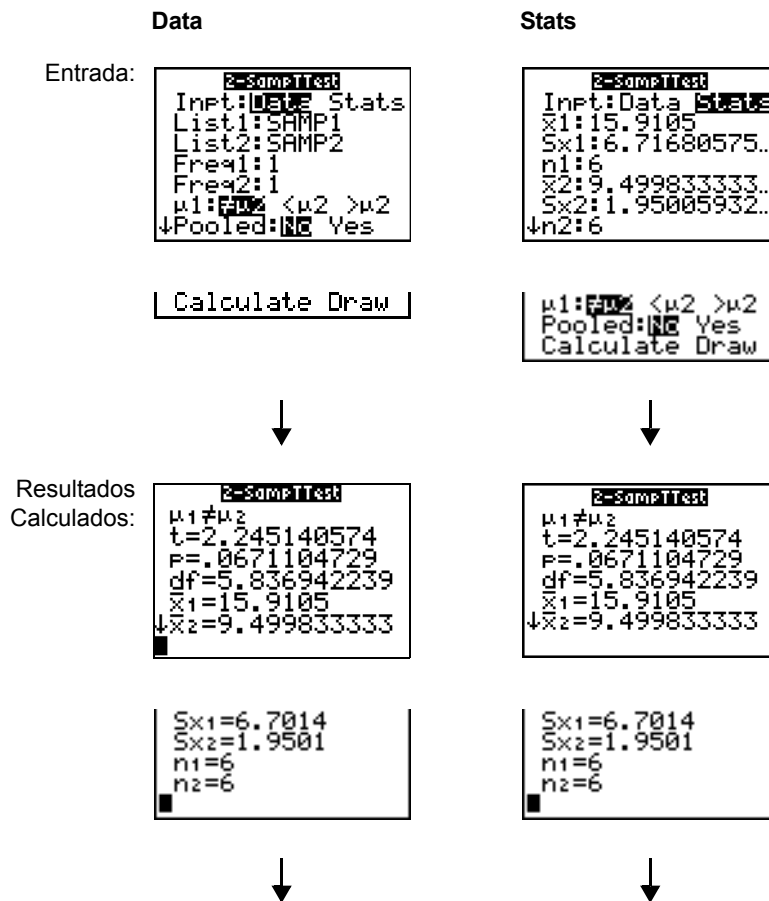 Data
Stats
Entrada:
2-SampTTest
Inpt:Data Stats
List1:SAMP1
List2:SAMP2
Freq1:1
Freq2:1
μ1:≠μ2 <μ2 >μ2
↓Pooled:No Yes
Calculate Draw
2-SampTTest
Inpt:Data Stats
x̄1:15.9105
Sx1:6.71680575…
n1:6
x̄2:9.499833333…
Sx2:1.95005932…
↓n2:6
μ1:≠μ2 <μ2 >μ2
Pooled:No Yes
Calculate Draw
Resultados
Calculados:
2-SampTTest
μ1≠μ2
t=2.245140574
p=.0671104729
df=5.836942239
x̄1=15.9105
↓x̄2=9.499833333
Sx1=6.7014
Sx2=1.9501
n1=6
n2=6
2-SampTTest
μ1≠μ2
t=2.245140574
p=.0671104729
df=5.836942239
x̄1=15.9105
↓x̄2=9.499833333
Sx1=6.7014
Sx2=1.9501
n1=6
n2=6